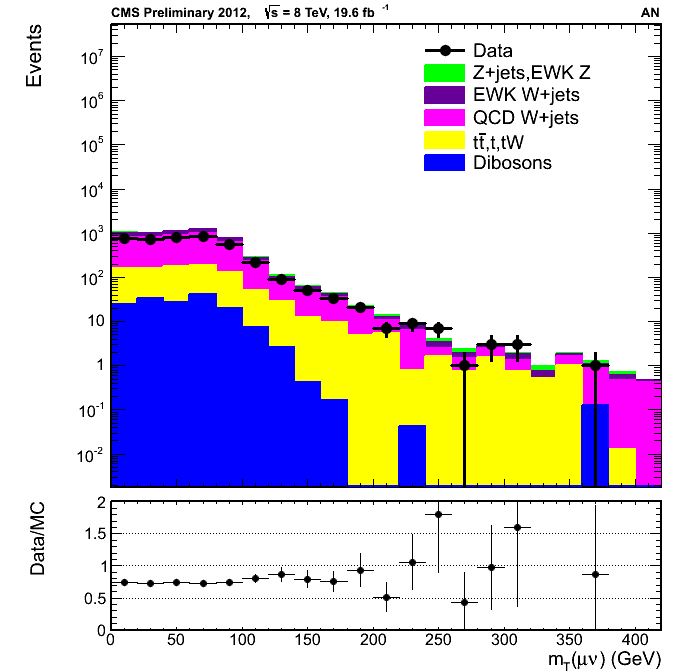 CMS Preliminary 2012, √s = 8 TeV, 19.6 fb⁻¹ AN
Events
10⁷
10⁶
10⁵
10⁴
10³
10²
10
1
10⁻¹
10⁻²
Data
Z+jets,EWK Z
EWK W+jets
QCD W+jets
tt̄,t,tW
Dibosons
Data/MC
2
1.5
1
0.5
0
0 50 100 150 200 250 300 350 400
m_T(μν) (GeV)